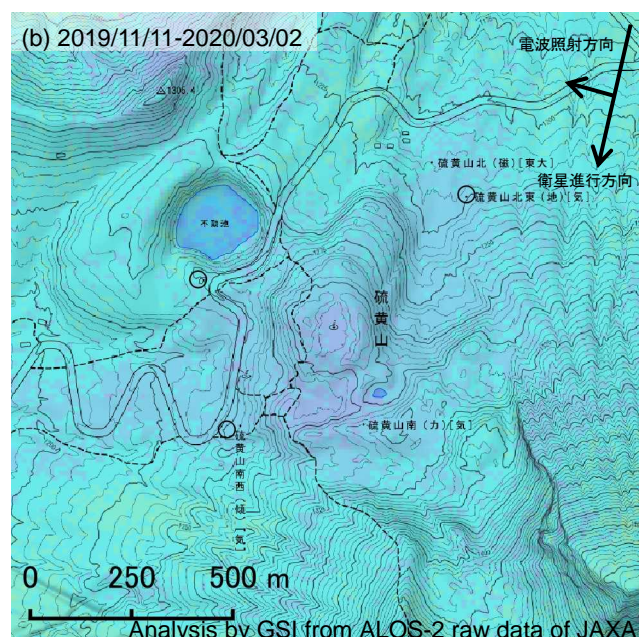 (b) 2019/11/11-2020/03/02
電波照射方向
△1306.
衛星進行方向
・硫黄山北（磁）[東大]
・硫黄山北東（地）[気]
不動池
硫黄山
・硫黄山南（力）[気]
硫黄山南西（傾）[気]
0 250 500 m
Analysis by GSI from ALOS-2 raw data of JAXA